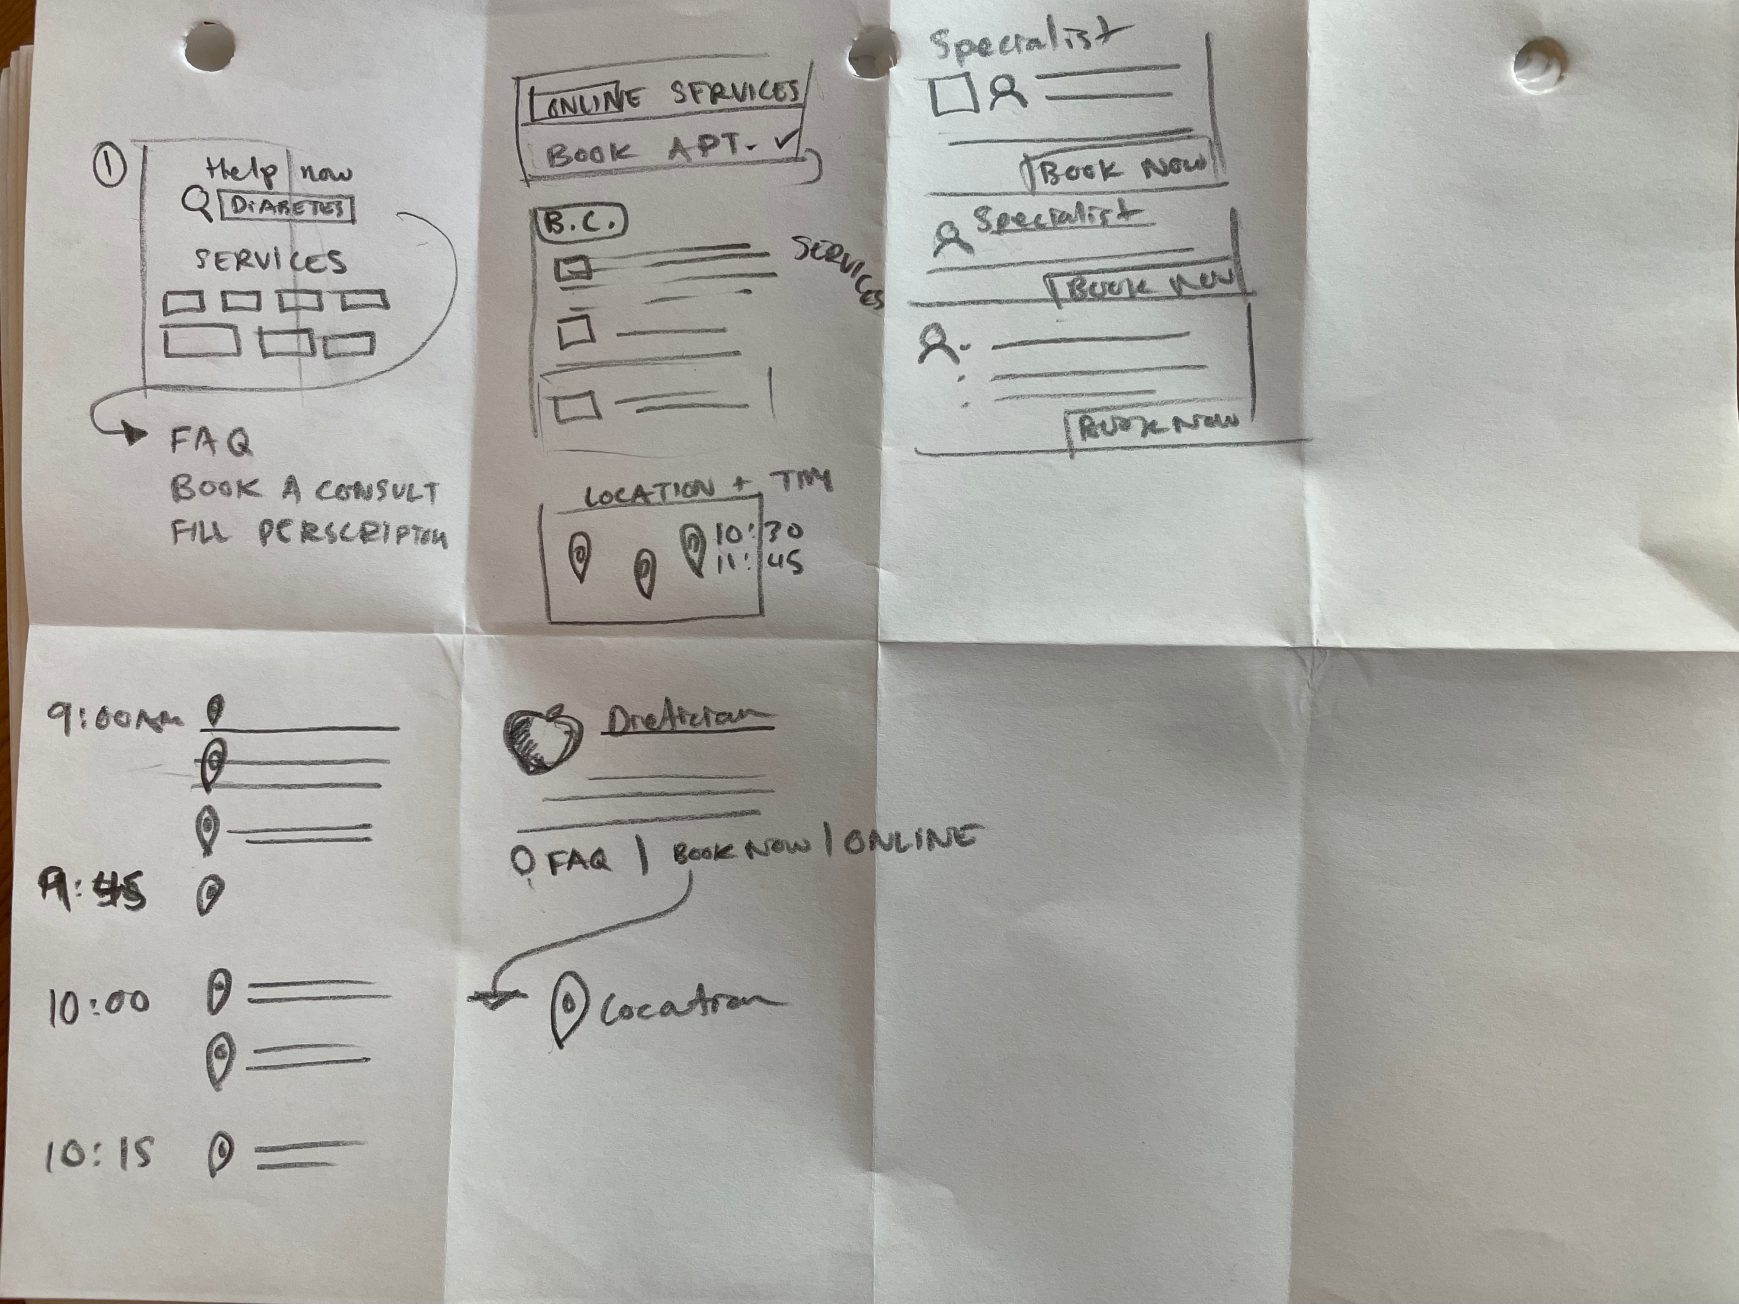 1
Help now
DIABETES
SERVICES
FAQ
BOOK A CONSULT
FILL PERSCRIPTON
ONLINE SERVICES
BOOK APT. ✓
B.C.
SERVICES
LOCATION + TIM
10:30
11:45
Specialist
BOOK NOW
Specialist
BOOK NOW
BOOK NOW
9:00AM
9:45
10:00
10:15
Dietician
FAQ | BOOK NOW | ONLINE
Location